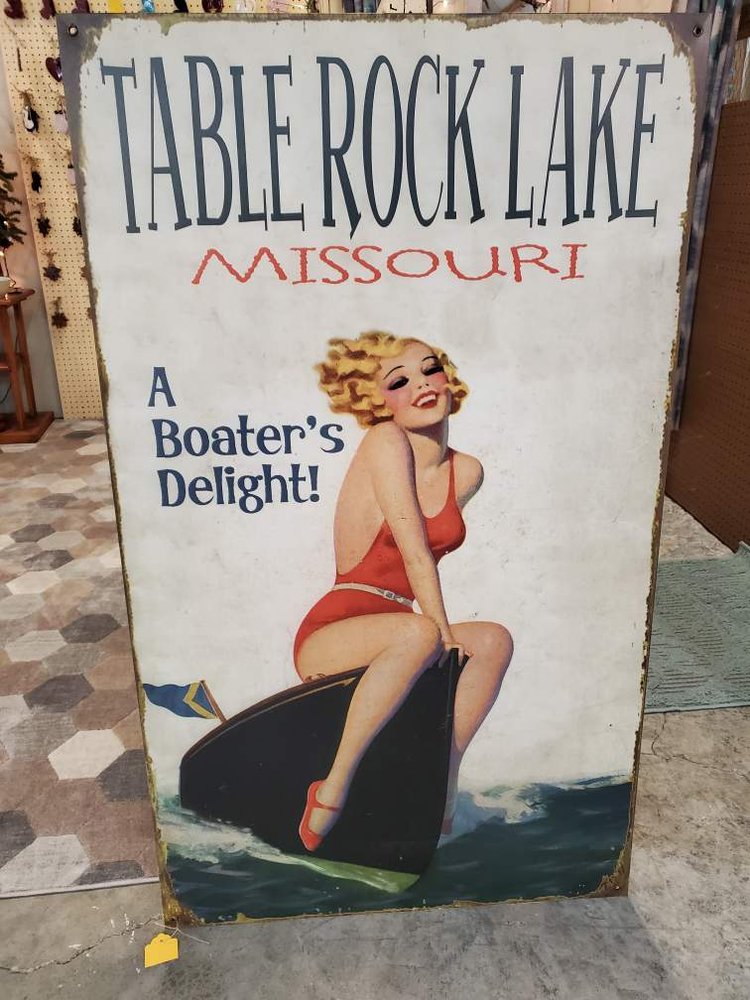 TABLE ROCK LAKE
MISSOURI
A
Boater's
Delight!